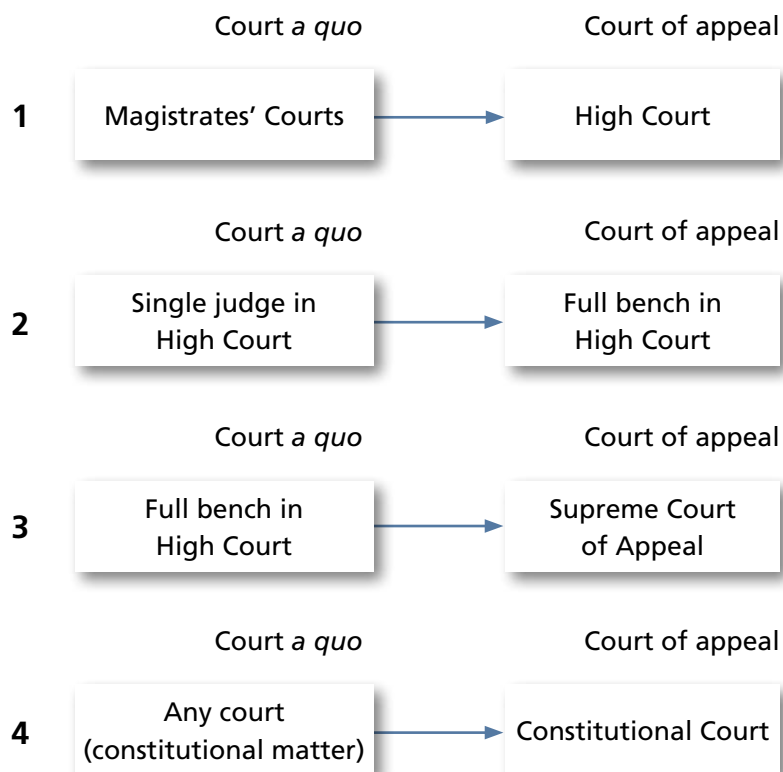 Court a quo Court of appeal
1 Magistrates’ Courts High Court
Court a quo Court of appeal
2 Single judge in
High Court
Full bench in
High Court
Court a quo Court of appeal
3 Full bench in
High Court
Supreme Court
of Appeal
Court a quo Court of appeal
4 Any court
(constitutional matter)
Constitutional Court